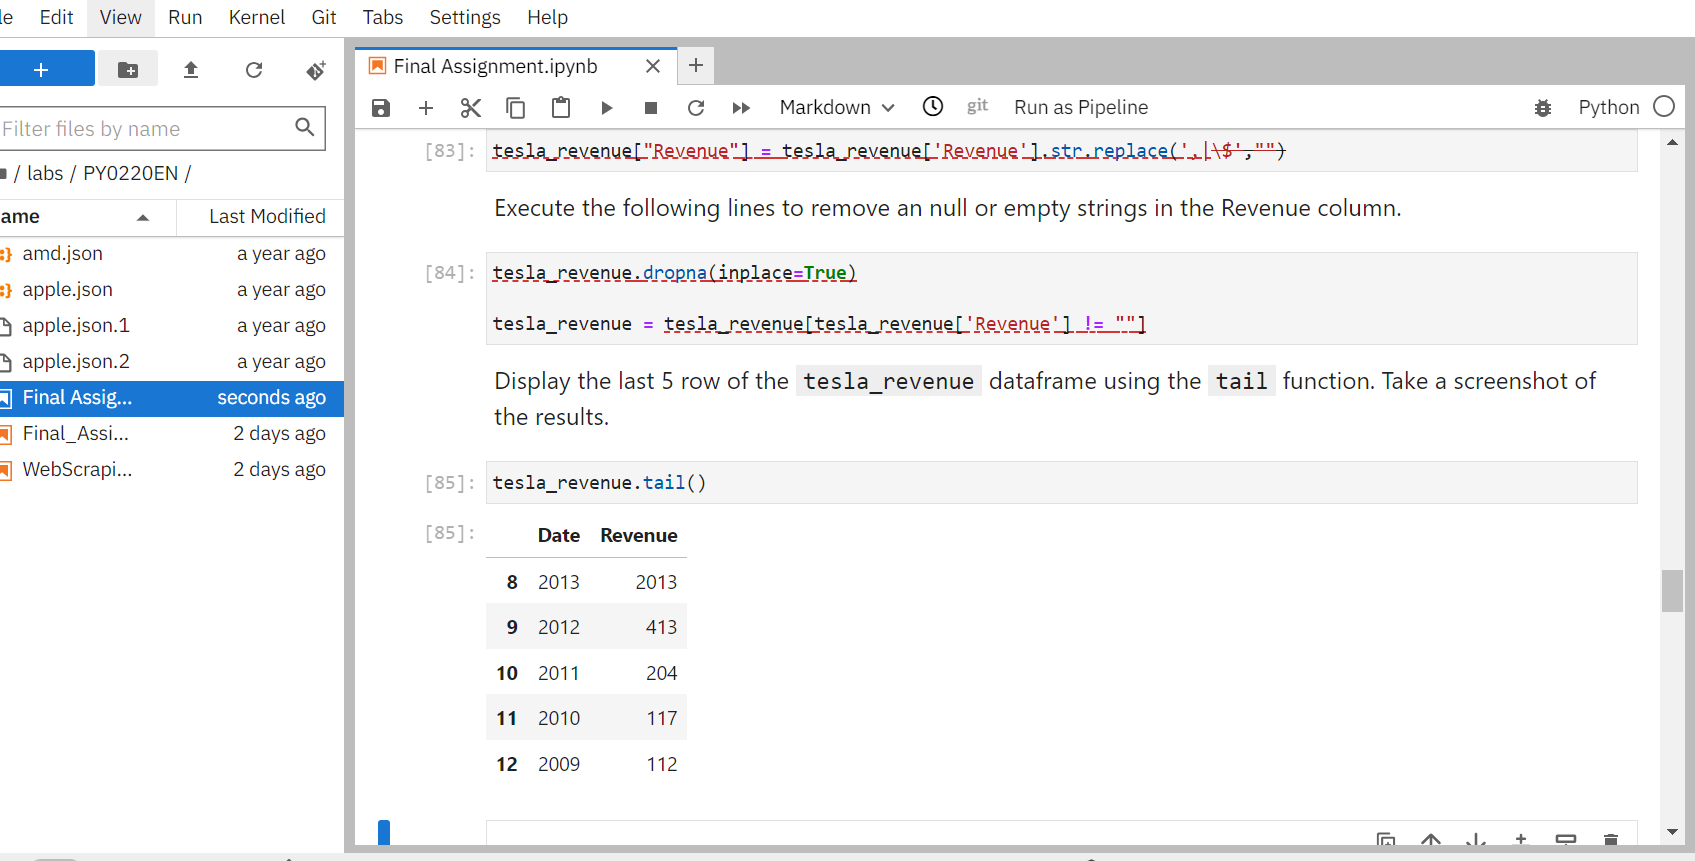 le Edit View Run Kernel Git Tabs Settings Help
Final Assignment.ipynb
Markdown git Run as Pipeline Python
Filter files by name
/ labs / PY0220EN /
ame Last Modified
amd.json a year ago
apple.json a year ago
apple.json.1 a year ago
apple.json.2 a year ago
Final Assig... seconds ago
Final_Assi... 2 days ago
WebScrapi... 2 days ago
[83]: tesla_revenue["Revenue"] = tesla_revenue['Revenue'].str.replace(',|\$',"")
Execute the following lines to remove an null or empty strings in the Revenue column.
[84]: tesla_revenue.dropna(inplace=True)
tesla_revenue = tesla_revenue[tesla_revenue['Revenue'] != ""]
Display the last 5 row of the tesla_revenue dataframe using the tail function. Take a screenshot of
the results.
[85]: tesla_revenue.tail()
[85]: Date Revenue
8 2013 2013
9 2012 413
10 2011 204
11 2010 117
12 2009 112